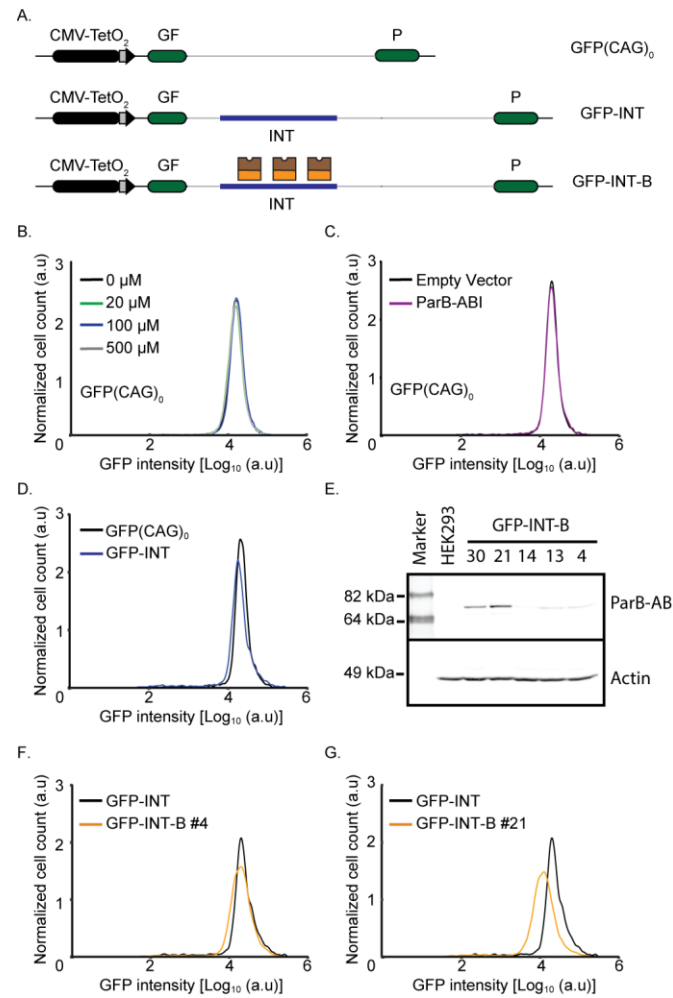 A.
CMV-TetO₂ GF P GFP(CAG)₀
CMV-TetO₂ GF P GFP-INT
INT
CMV-TetO₂ GF P GFP-INT-B
INT
B.
Normalized cell count (a.u)
3
2
1
0
0 µM
20 µM
100 µM
500 µM
GFP(CAG)₀
2 4 6
GFP intensity [Log₁₀ (a.u)]
C.
Normalized cell count (a.u)
3
2
1
0
Empty Vector
ParB-ABI
GFP(CAG)₀
2 4 6
GFP intensity [Log₁₀ (a.u)]
D.
Normalized cell count (a.u)
3
2
1
0
GFP(CAG)₀
GFP-INT
2 4 6
GFP intensity [Log₁₀ (a.u)]
E.
Marker
HEK293
GFP-INT-B
30 21 14 13 4
82 kDa
64 kDa
ParB-AB
49 kDa
Actin
F.
Normalized cell count (a.u)
3
2
1
0
GFP-INT
GFP-INT-B #4
2 4 6
GFP intensity [Log₁₀ (a.u)]
G.
Normalized cell count (a.u)
3
2
1
0
GFP-INT
GFP-INT-B #21
2 4 6
GFP intensity [Log₁₀ (a.u)]